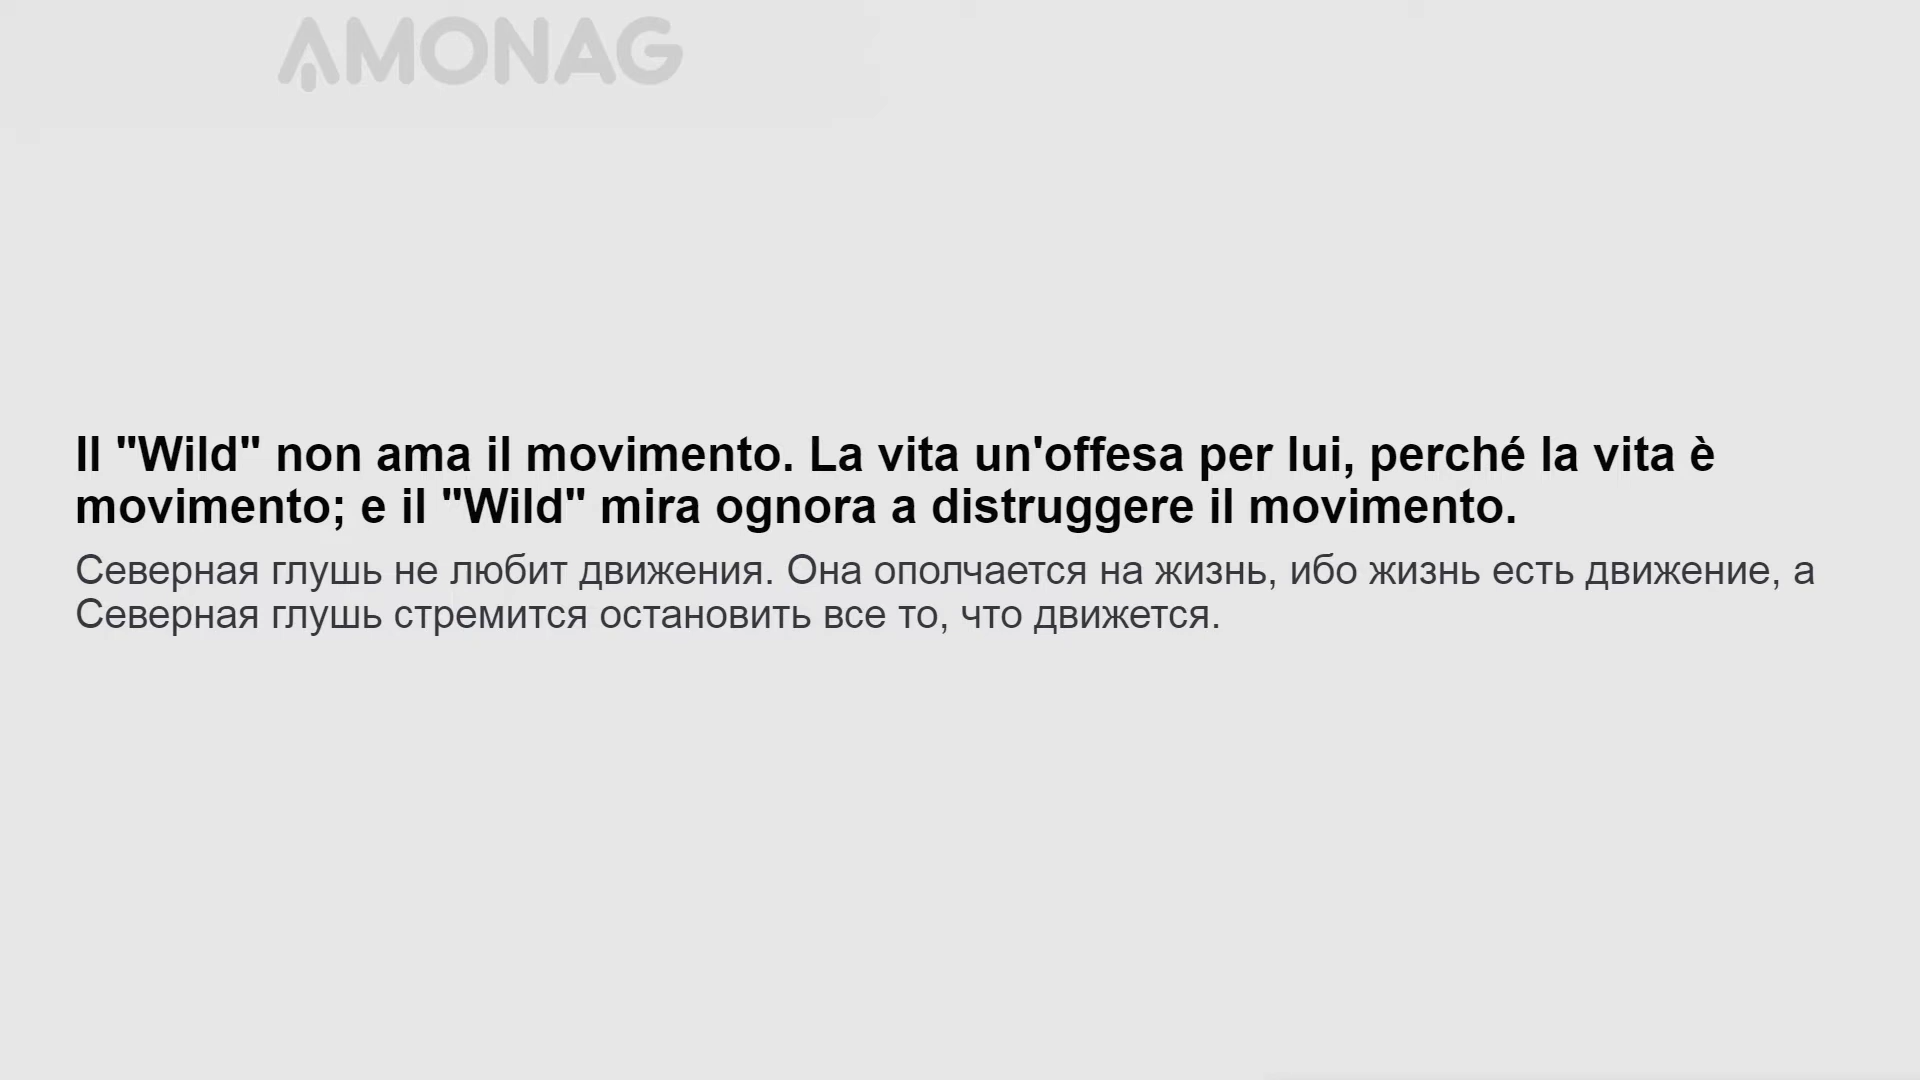 AMONAG
Il "Wild" non ama il movimento. La vita un'offesa per lui, perché la vita è
movimento; e il "Wild" mira ognora a distruggere il movimento.
Северная глушь не любит движения. Она ополчается на жизнь, ибо жизнь есть движение, а
Северная глушь стремится остановить все то, что движется.